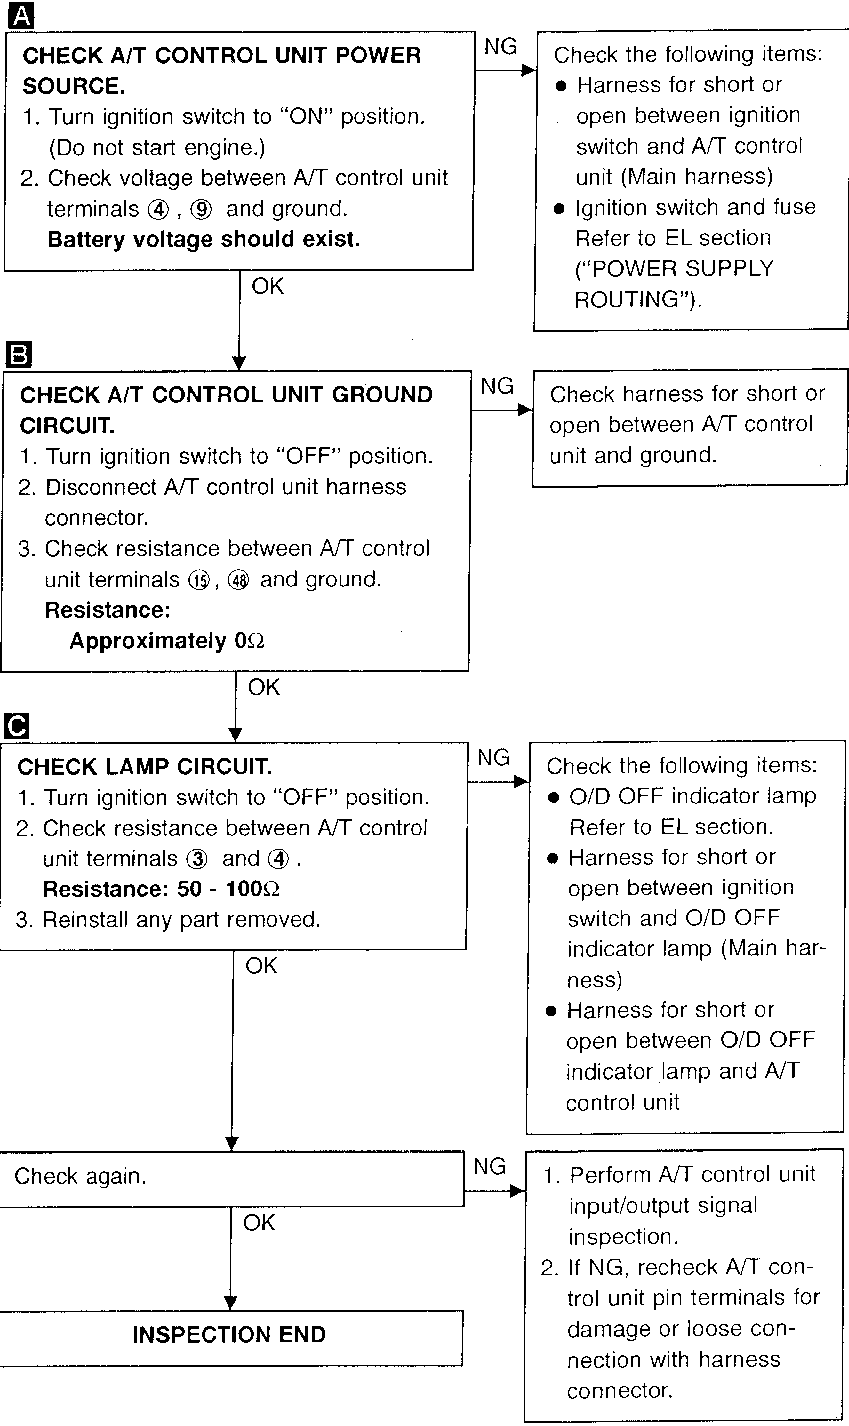 A
CHECK A/T CONTROL UNIT POWER
SOURCE.
1. Turn ignition switch to “ON” position.
(Do not start engine.)
2. Check voltage between A/T control unit
terminals ④, ⑨ and ground.
Battery voltage should exist.
NG
Check the following items:
● Harness for short or
open between ignition
switch and A/T control
unit (Main harness)
● Ignition switch and fuse
Refer to EL section
(“POWER SUPPLY
ROUTING”).
OK
B
CHECK A/T CONTROL UNIT GROUND
CIRCUIT.
1. Turn ignition switch to “OFF” position.
2. Disconnect A/T control unit harness
connector.
3. Check resistance between A/T control
unit terminals ⑮, ㊽ and ground.
Resistance:
Approximately 0Ω
NG
Check harness for short or
open between A/T control
unit and ground.
OK
C
CHECK LAMP CIRCUIT.
1. Turn ignition switch to “OFF” position.
2. Check resistance between A/T control
unit terminals ③ and ④.
Resistance: 50 - 100Ω
3. Reinstall any part removed.
NG
Check the following items:
● O/D OFF indicator lamp
Refer to EL section.
● Harness for short or
open between ignition
switch and O/D OFF
indicator lamp (Main har-
ness)
● Harness for short or
open between O/D OFF
indicator lamp and A/T
control unit
OK
Check again.
NG
1. Perform A/T control unit
input/output signal
inspection.
2. If NG, recheck A/T con-
trol unit pin terminals for
damage or loose con-
nection with harness
connector.
OK
INSPECTION END